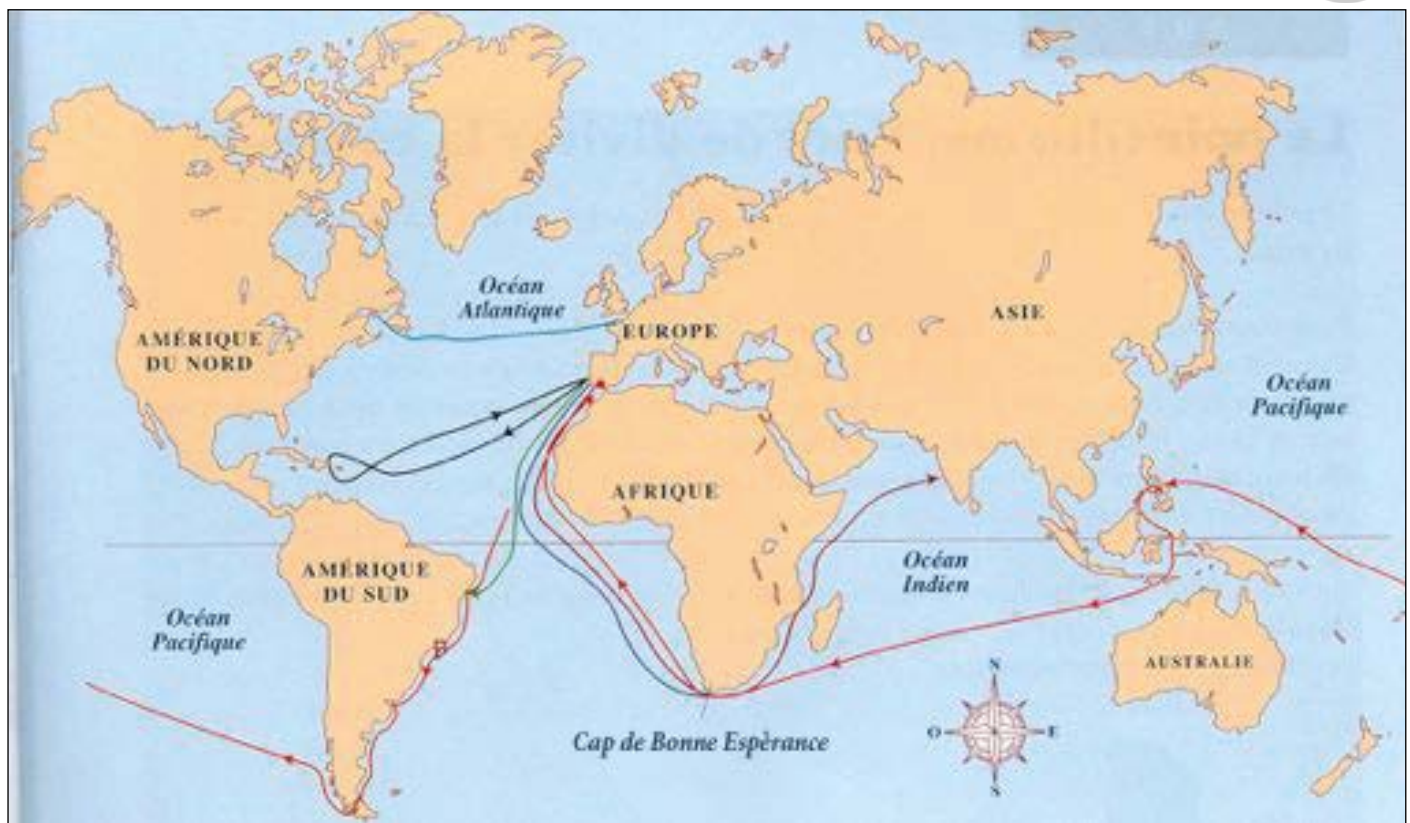 Océan
Atlantique
EUROPE
ASIE
AMÉRIQUE
DU NORD
Océan
Pacifique
AFRIQUE
Océan
Indien
AMÉRIQUE
DU SUD
Océan
Pacifique
AUSTRALIE
N
O
E
S
Cap de Bonne Espèrance